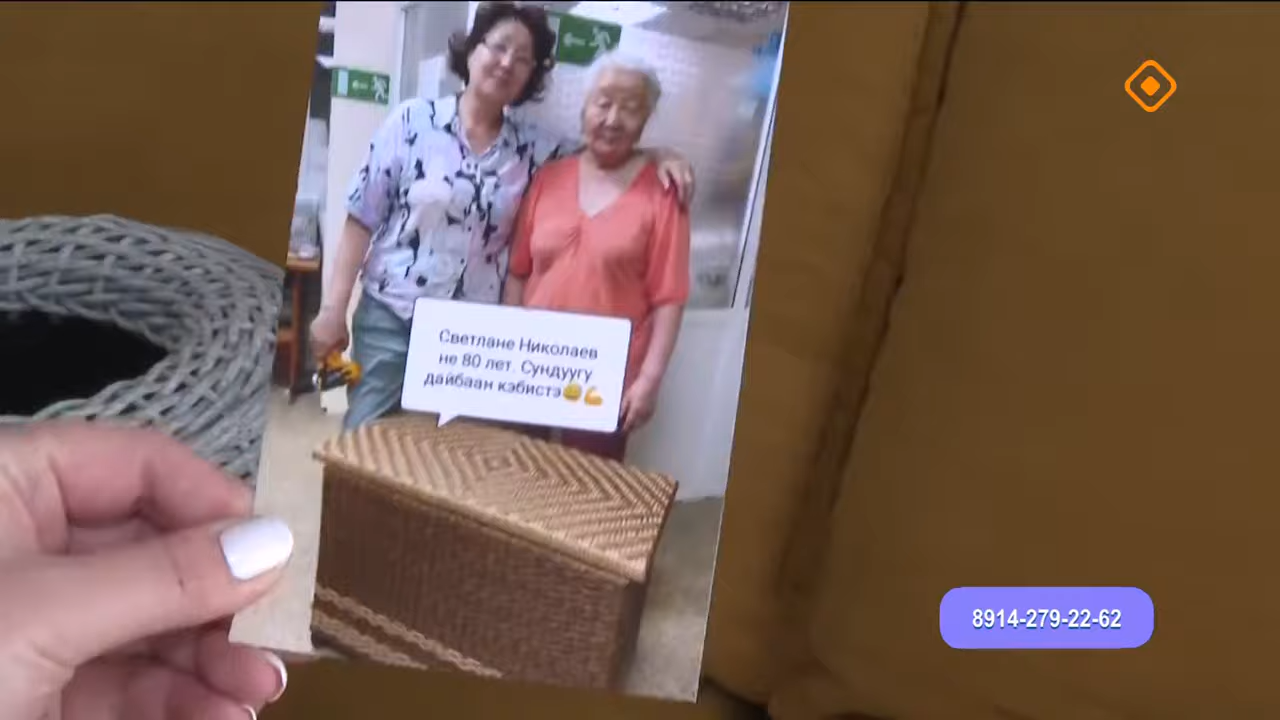 Светлане Николаев
не 80 лет. Сундуугу
дайбаан кэбистэ😄💪
8914-279-22-62